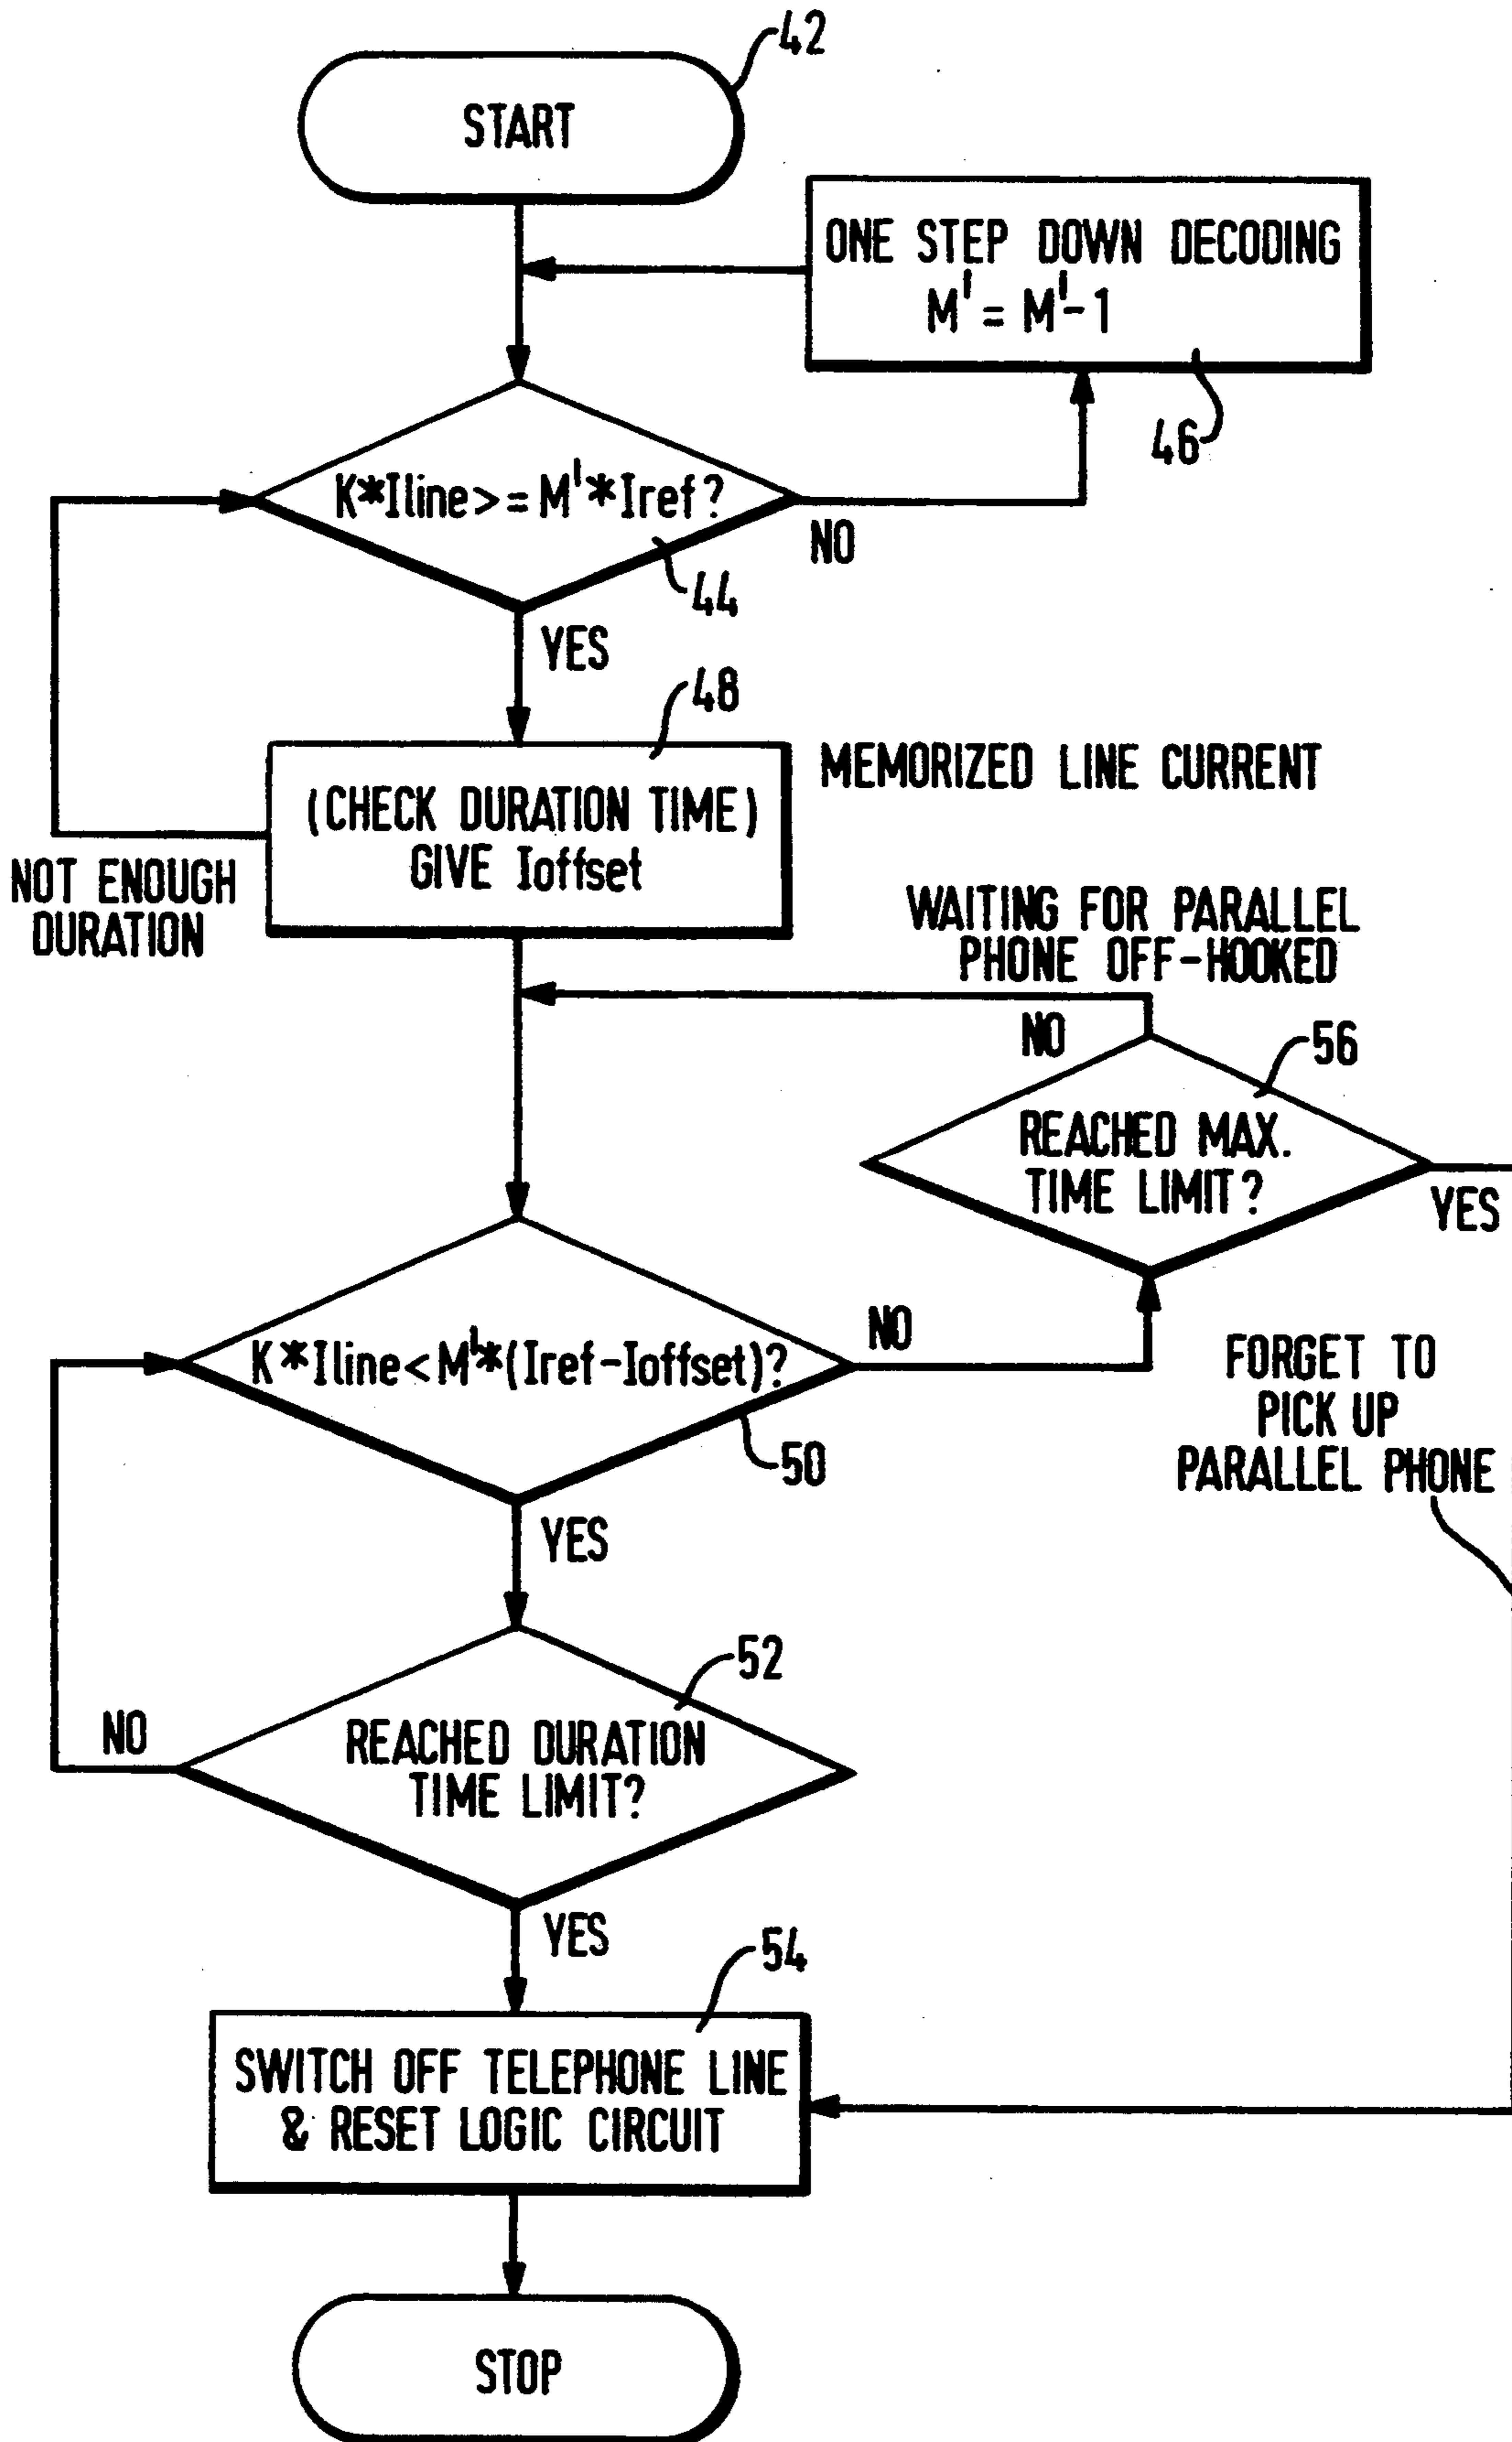 42
START
ONE STEP DOWN DECODING
M' = M'-1
46
K*Iline>=M'*Iref?
NO
44
YES
48
MEMORIZED LINE CURRENT
(CHECK DURATION TIME)
GIVE Ioffset
NOT ENOUGH
DURATION
WAITING FOR PARALLEL
PHONE OFF-HOOKED
NO
56
REACHED MAX.
TIME LIMIT?
YES
K*Iline<M'*(Iref-Ioffset)?
NO
50
FORGET TO
PICK UP
PARALLEL PHONE
YES
52
NO
REACHED DURATION
TIME LIMIT?
YES
54
SWITCH OFF TELEPHONE LINE
& RESET LOGIC CIRCUIT
STOP